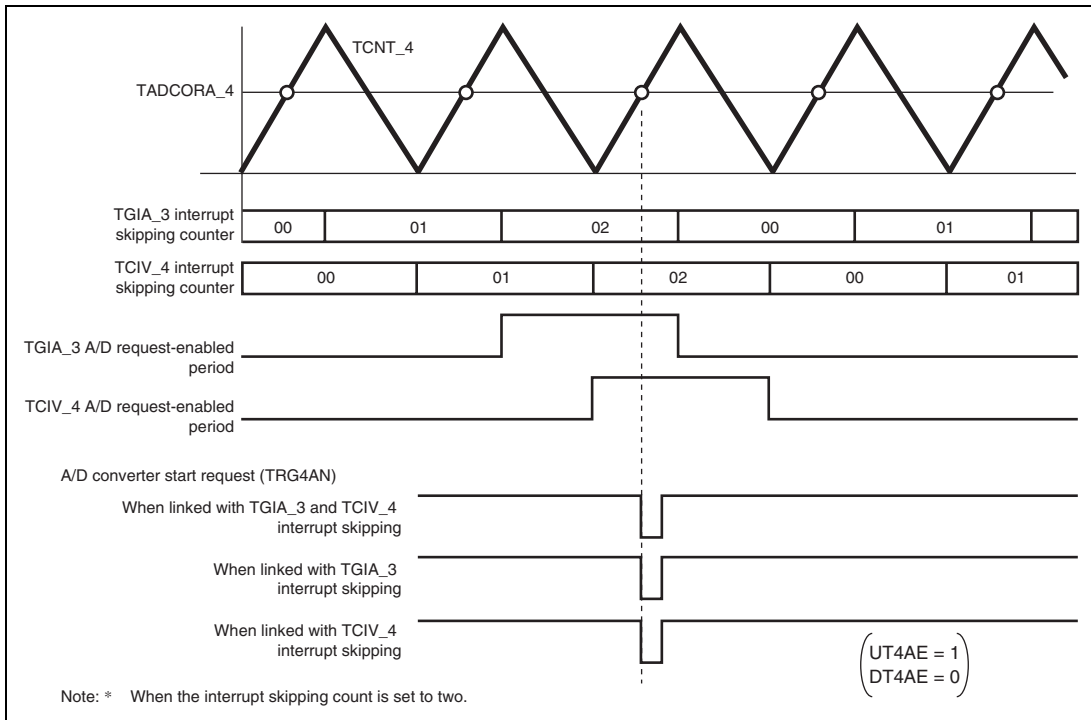 TCNT_4
TADCORA_4
TGIA_3 interrupt
skipping counter
00 01 02 00 01
TCIV_4 interrupt
skipping counter
00 01 02 00 01
TGIA_3 A/D request-enabled
period
TCIV_4 A/D request-enabled
period
A/D converter start request (TRG4AN)
When linked with TGIA_3 and TCIV_4
interrupt skipping
When linked with TGIA_3
interrupt skipping
When linked with TCIV_4
interrupt skipping
UT4AE = 1
DT4AE = 0
Note: * When the interrupt skipping count is set to two.